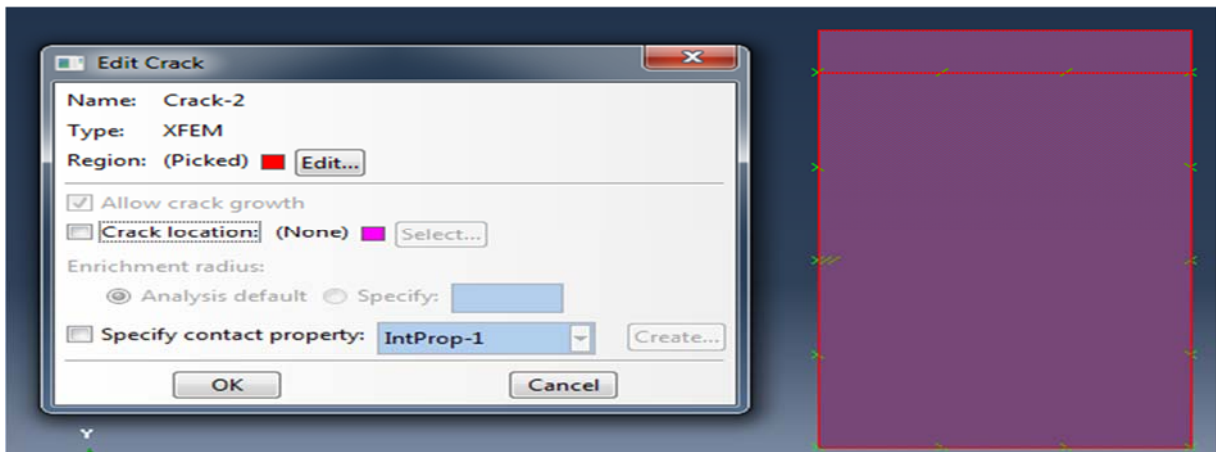 Edit Crack
Name: Crack-2
Type: XFEM
Region: (Picked) Edit...
Allow crack growth
Crack location: (None) Select...
Enrichment radius:
Analysis default Specify:
Specify contact property: IntProp-1 Create...
OK Cancel
Y